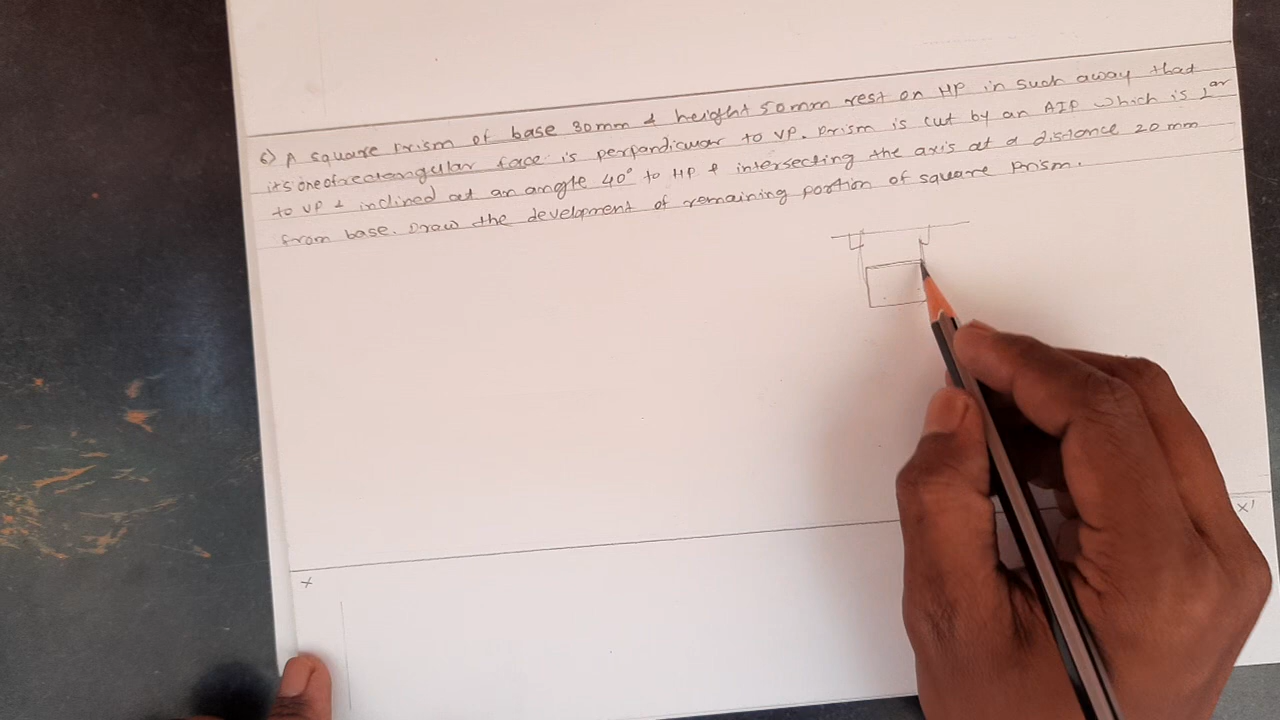 6) A square Prism of base 30mm & height 50mm rest on HP in such away that
its one of rectangular face is perpandicular to VP. Prism is cut by an AIP which is ⊥ar
to VP & inclined at an angle 40° to HP & intersecting the axis at a distance 20mm
from base. Draw the development of remaining portion of square Prism.
X X'